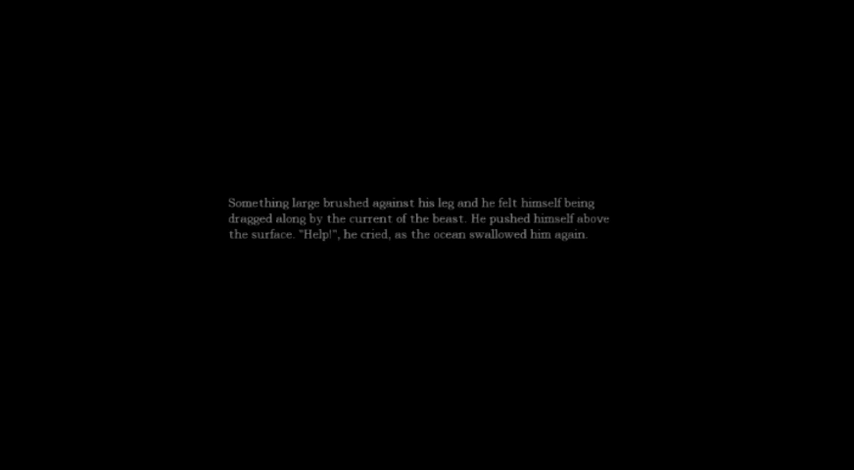 Something large brushed against his leg and he felt himself being
dragged along by the current of the beast. He pushed himself above
the surface. "Help!", he cried, as the ocean swallowed him again.